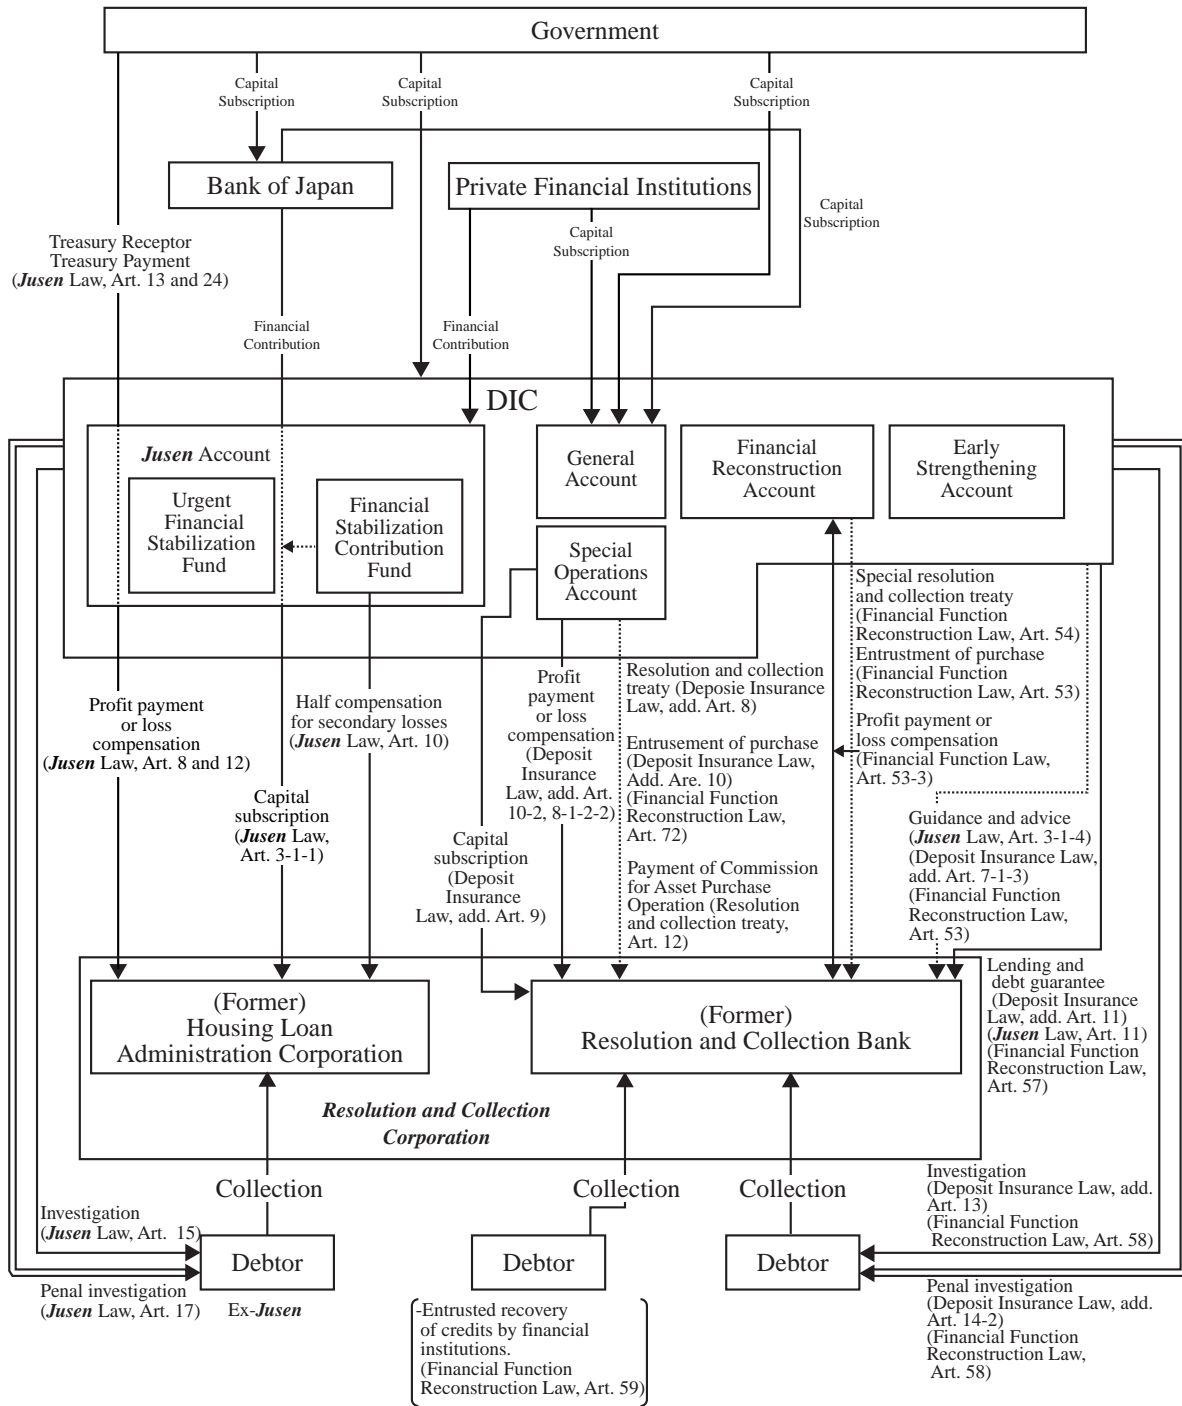 Government
Capital
Subscription
Capital
Subscription
Capital
Subscription
Bank of Japan
Private Financial Institutions
Capital
Subscription
Capital
Subscription
Treasury Receptor
Treasury Payment
(Jusen Law, Art. 13 and 24)
Financial
Contribution
Financial
Contribution
DIC
Jusen Account
Urgent
Financial
Stabilization
Fund
Financial
Stabilization
Contribution
Fund
General
Account
Financial
Reconstruction
Account
Early
Strengthening
Account
Special
Operations
Account
Special resolution
and collection treaty
(Financial Function
Reconstruction Law, Art. 54)
Entrustment of purchase
(Financial Function
Reconstruction Law, Art. 53)
Profit payment
or loss
compensation
(Jusen Law, Art. 8 and 12)
Half compensation
for secondary losses
(Jusen Law, Art. 10)
Profit
payment
or loss
compensation
(Deposit
Insurance
Law, add. Art.
10-2, 8-1-2-2)
Resolution and collection
treaty (Deposie Insurance
Law, add. Art. 8)
Entrusement of purchase
(Deposit Insurance Law,
Add. Are. 10)
(Financial Function
Reconstruction Law,
Art. 72)
Payment of Commission
for Asset Purchase
Operation (Resolution
and collection treaty,
Art. 12)
Profit payment or
loss compensation
(Financial Function Law,
Art. 53-3)
Capital
subscription
(Jusen Law,
Art. 3-1-1)
Capital
subscription
(Deposit
Insurance
Law, add. Art. 9)
Guidance and advice
(Jusen Law, Art. 3-1-4)
(Deposit Insurance Law,
add. Art. 7-1-3)
(Financial Function
Reconstruction Law,
Art. 53)
(Former)
Housing Loan
Administration Corporation
(Former)
Resolution and Collection Bank
Lending and
debt guarantee
(Deposit Insurance
Law, add. Art. 11)
(Jusen Law, Art. 11)
(Financial Function
Reconstruction Law,
Art. 57)
Resolution and Collection
Corporation
Collection
Collection
Collection
Investigation
(Jusen Law, Art. 15)
Investigation
(Deposit Insurance Law, add.
Art. 13)
(Financial Function
Reconstruction Law, Art. 58)
Debtor
Debtor
Debtor
Penal investigation
(Jusen Law, Art. 17)
Ex-Jusen
-Entrusted recovery
of credits by financial
institutions.
(Financial Function
Reconstruction Law, Art. 59)
Penal investigation
(Deposit Insurance Law, add.
Art. 14-2)
(Financial Function
Reconstruction Law,
Art. 58)